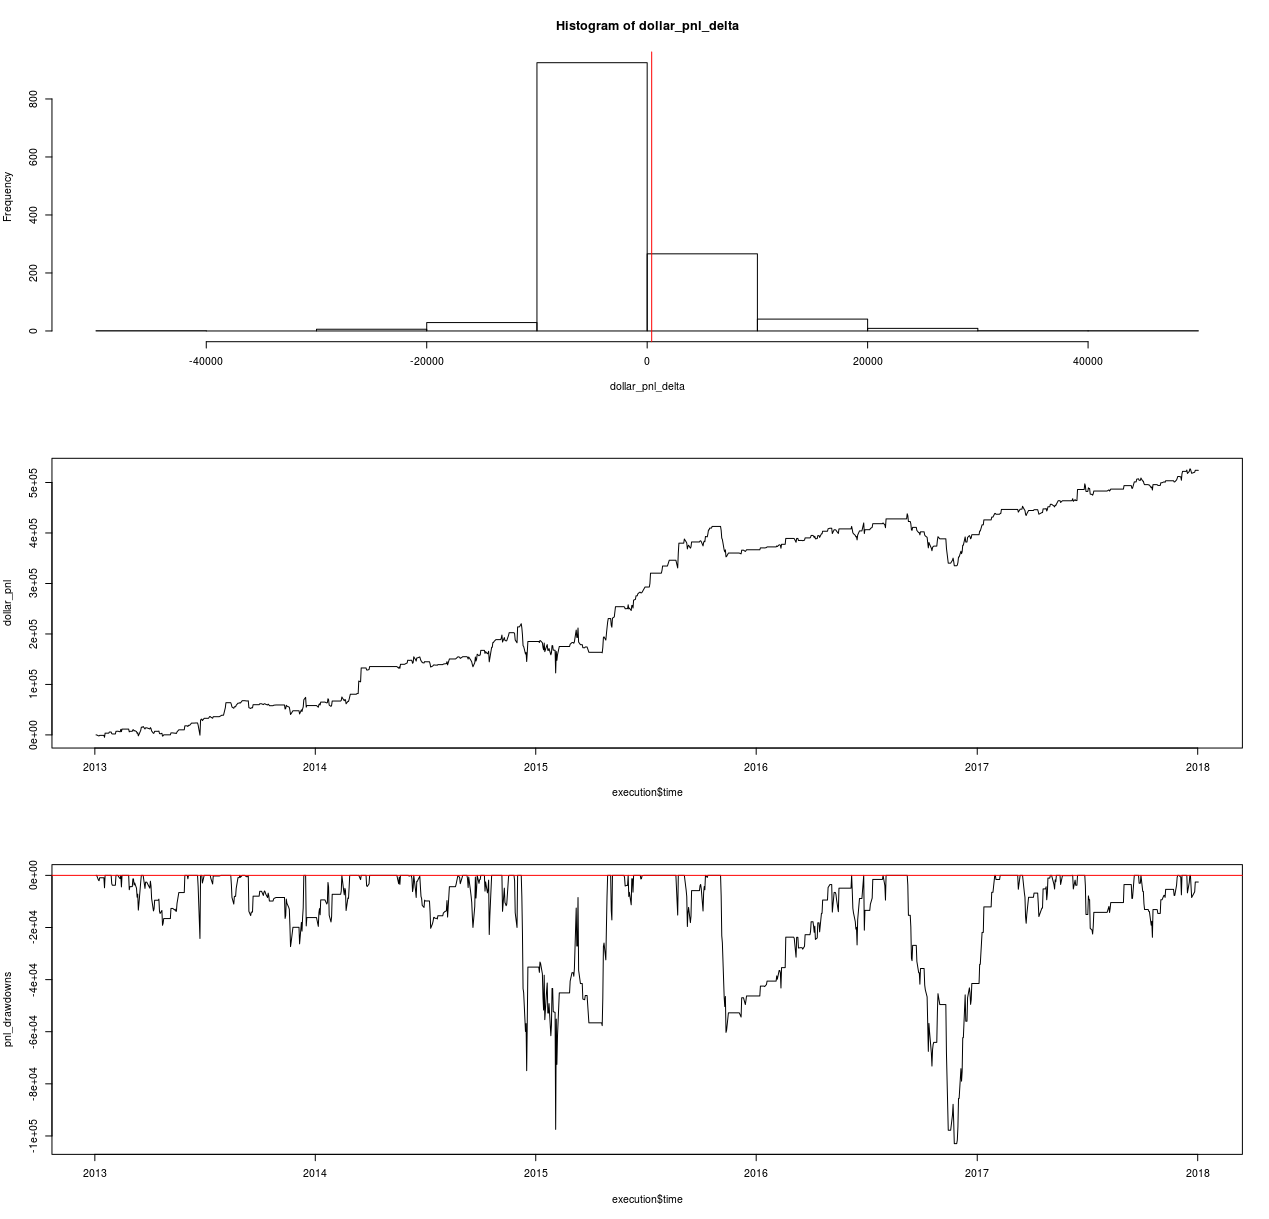 Histogram of dollar_pnl_delta
Frequency
0 200 400 600 800
-40000 -20000 0 20000 40000
dollar_pnl_delta
dollar_pnl
0e+00 1e+05 2e+05 3e+05 4e+05 5e+05
2013 2014 2015 2016 2017 2018
execution$time
pnl_drawdowns
-1e+05 -8e+04 -6e+04 -4e+04 -2e+04 0e+00
2013 2014 2015 2016 2017 2018
execution$time